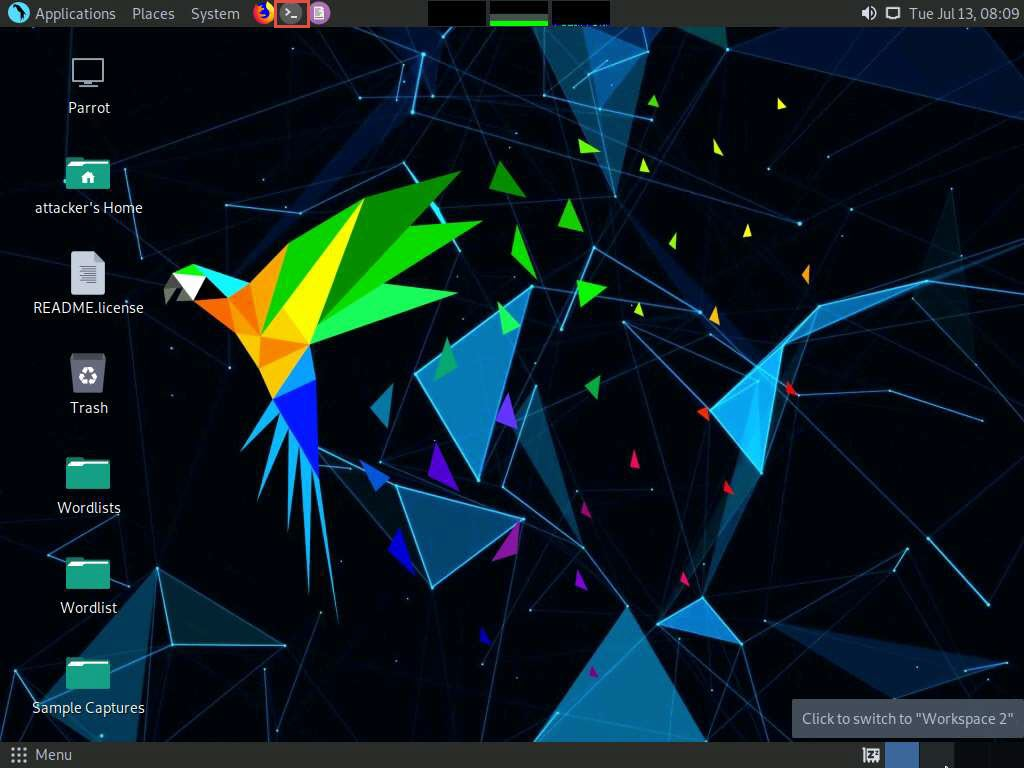 Applications Places System Tue Jul 13, 08:09
Parrot
attacker's Home
README.license
Trash
Wordlists
Wordlist
Sample Captures
Click to switch to "Workspace 2"
Menu